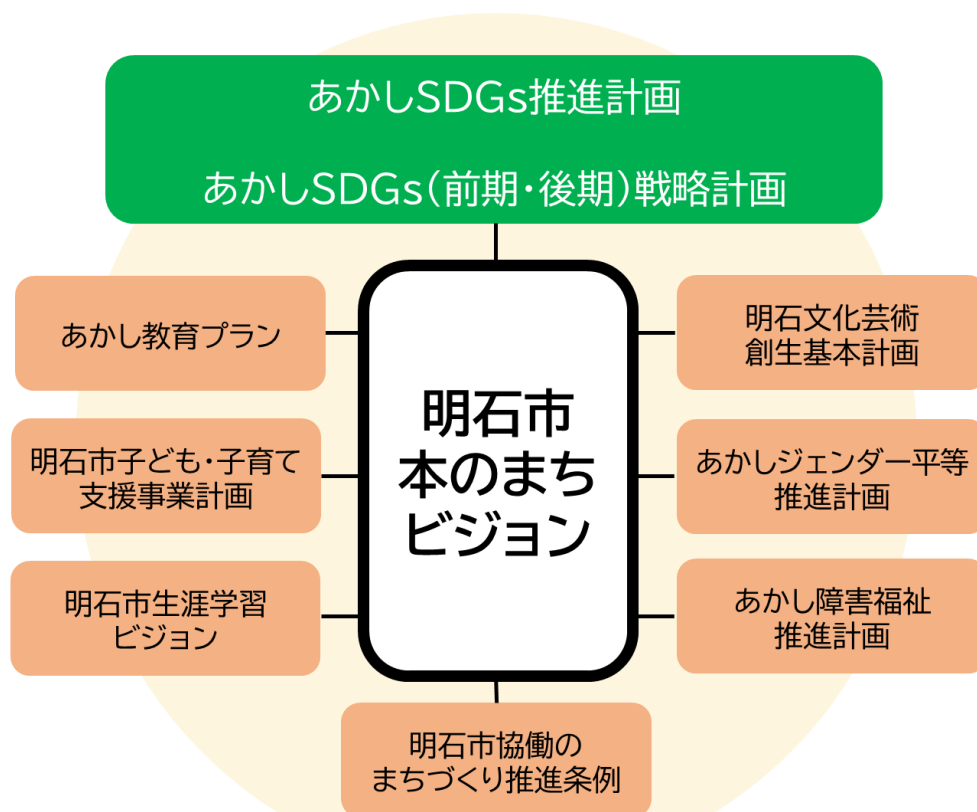 あかしSDGs推進計画
あかしSDGs(前期・後期)戦略計画
あかし教育プラン
明石市子ども・子育て
支援事業計画
明石市生涯学習
ビジョン
明石市
本のまち
ビジョン
明石文化芸術
創生基本計画
あかしジェンダー平等
推進計画
あかし障害福祉
推進計画
明石市協働の
まちづくり推進条例